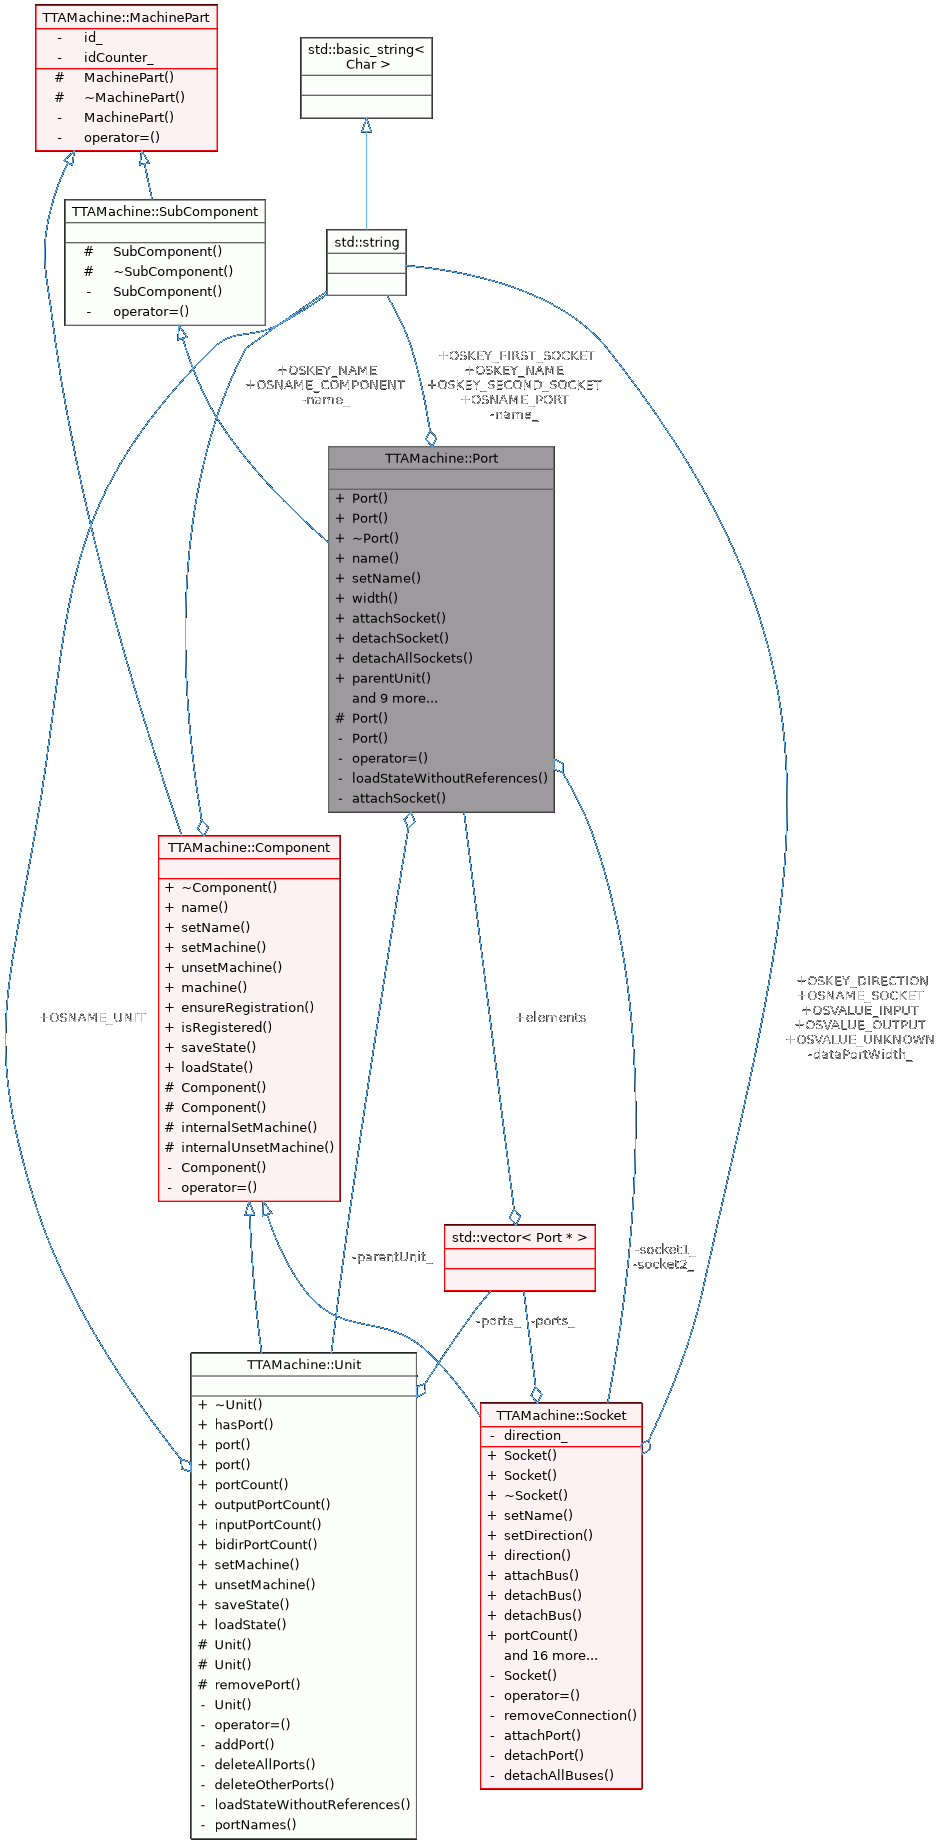 TTAMachine::MachinePart
- id_
- idCounter_
# MachinePart()
# ~MachinePart()
- MachinePart()
- operator=()
std::basic_string<
Char >
TTAMachine::SubComponent
# SubComponent()
# ~SubComponent()
- SubComponent()
- operator=()
std::string
+OSKEY_NAME
+OSNAME_COMPONENT
-name_
+OSKEY_FIRST_SOCKET
+OSKEY_NAME
+OSKEY_SECOND_SOCKET
+OSNAME_PORT
-name_
TTAMachine::Port
+ Port()
+ Port()
+ ~Port()
+ name()
+ setName()
+ width()
+ attachSocket()
+ detachSocket()
+ detachAllSockets()
+ parentUnit()
and 9 more...
# Port()
- Port()
- operator=()
- loadStateWithoutReferences()
- attachSocket()
TTAMachine::Component
+ ~Component()
+ name()
+ setName()
+ setMachine()
+ unsetMachine()
+ machine()
+ ensureRegistration()
+ isRegistered()
+ saveState()
+ loadState()
# Component()
# Component()
# internalSetMachine()
# internalUnsetMachine()
- Component()
- operator=()
+OSNAME_UNIT
+elements
+OSKEY_DIRECTION
+OSNAME_SOCKET
+OSVALUE_INPUT
+OSVALUE_OUTPUT
+OSVALUE_UNKNOWN
-dataPortWidth_
std::vector< Port * >
-parentUnit_
-socket1_
-socket2_
-ports_
-ports_
TTAMachine::Unit
+ ~Unit()
+ hasPort()
+ port()
+ port()
+ portCount()
+ outputPortCount()
+ inputPortCount()
+ bidirPortCount()
+ setMachine()
+ unsetMachine()
+ saveState()
+ loadState()
# Unit()
# Unit()
# removePort()
- Unit()
- operator=()
- addPort()
- deleteAllPorts()
- deleteOtherPorts()
- loadStateWithoutReferences()
- portNames()
TTAMachine::Socket
- direction_
+ Socket()
+ Socket()
+ ~Socket()
+ setName()
+ setDirection()
+ direction()
+ attachBus()
+ detachBus()
+ detachBus()
+ portCount()
and 16 more...
- Socket()
- operator=()
- removeConnection()
- attachPort()
- detachPort()
- detachAllBuses()